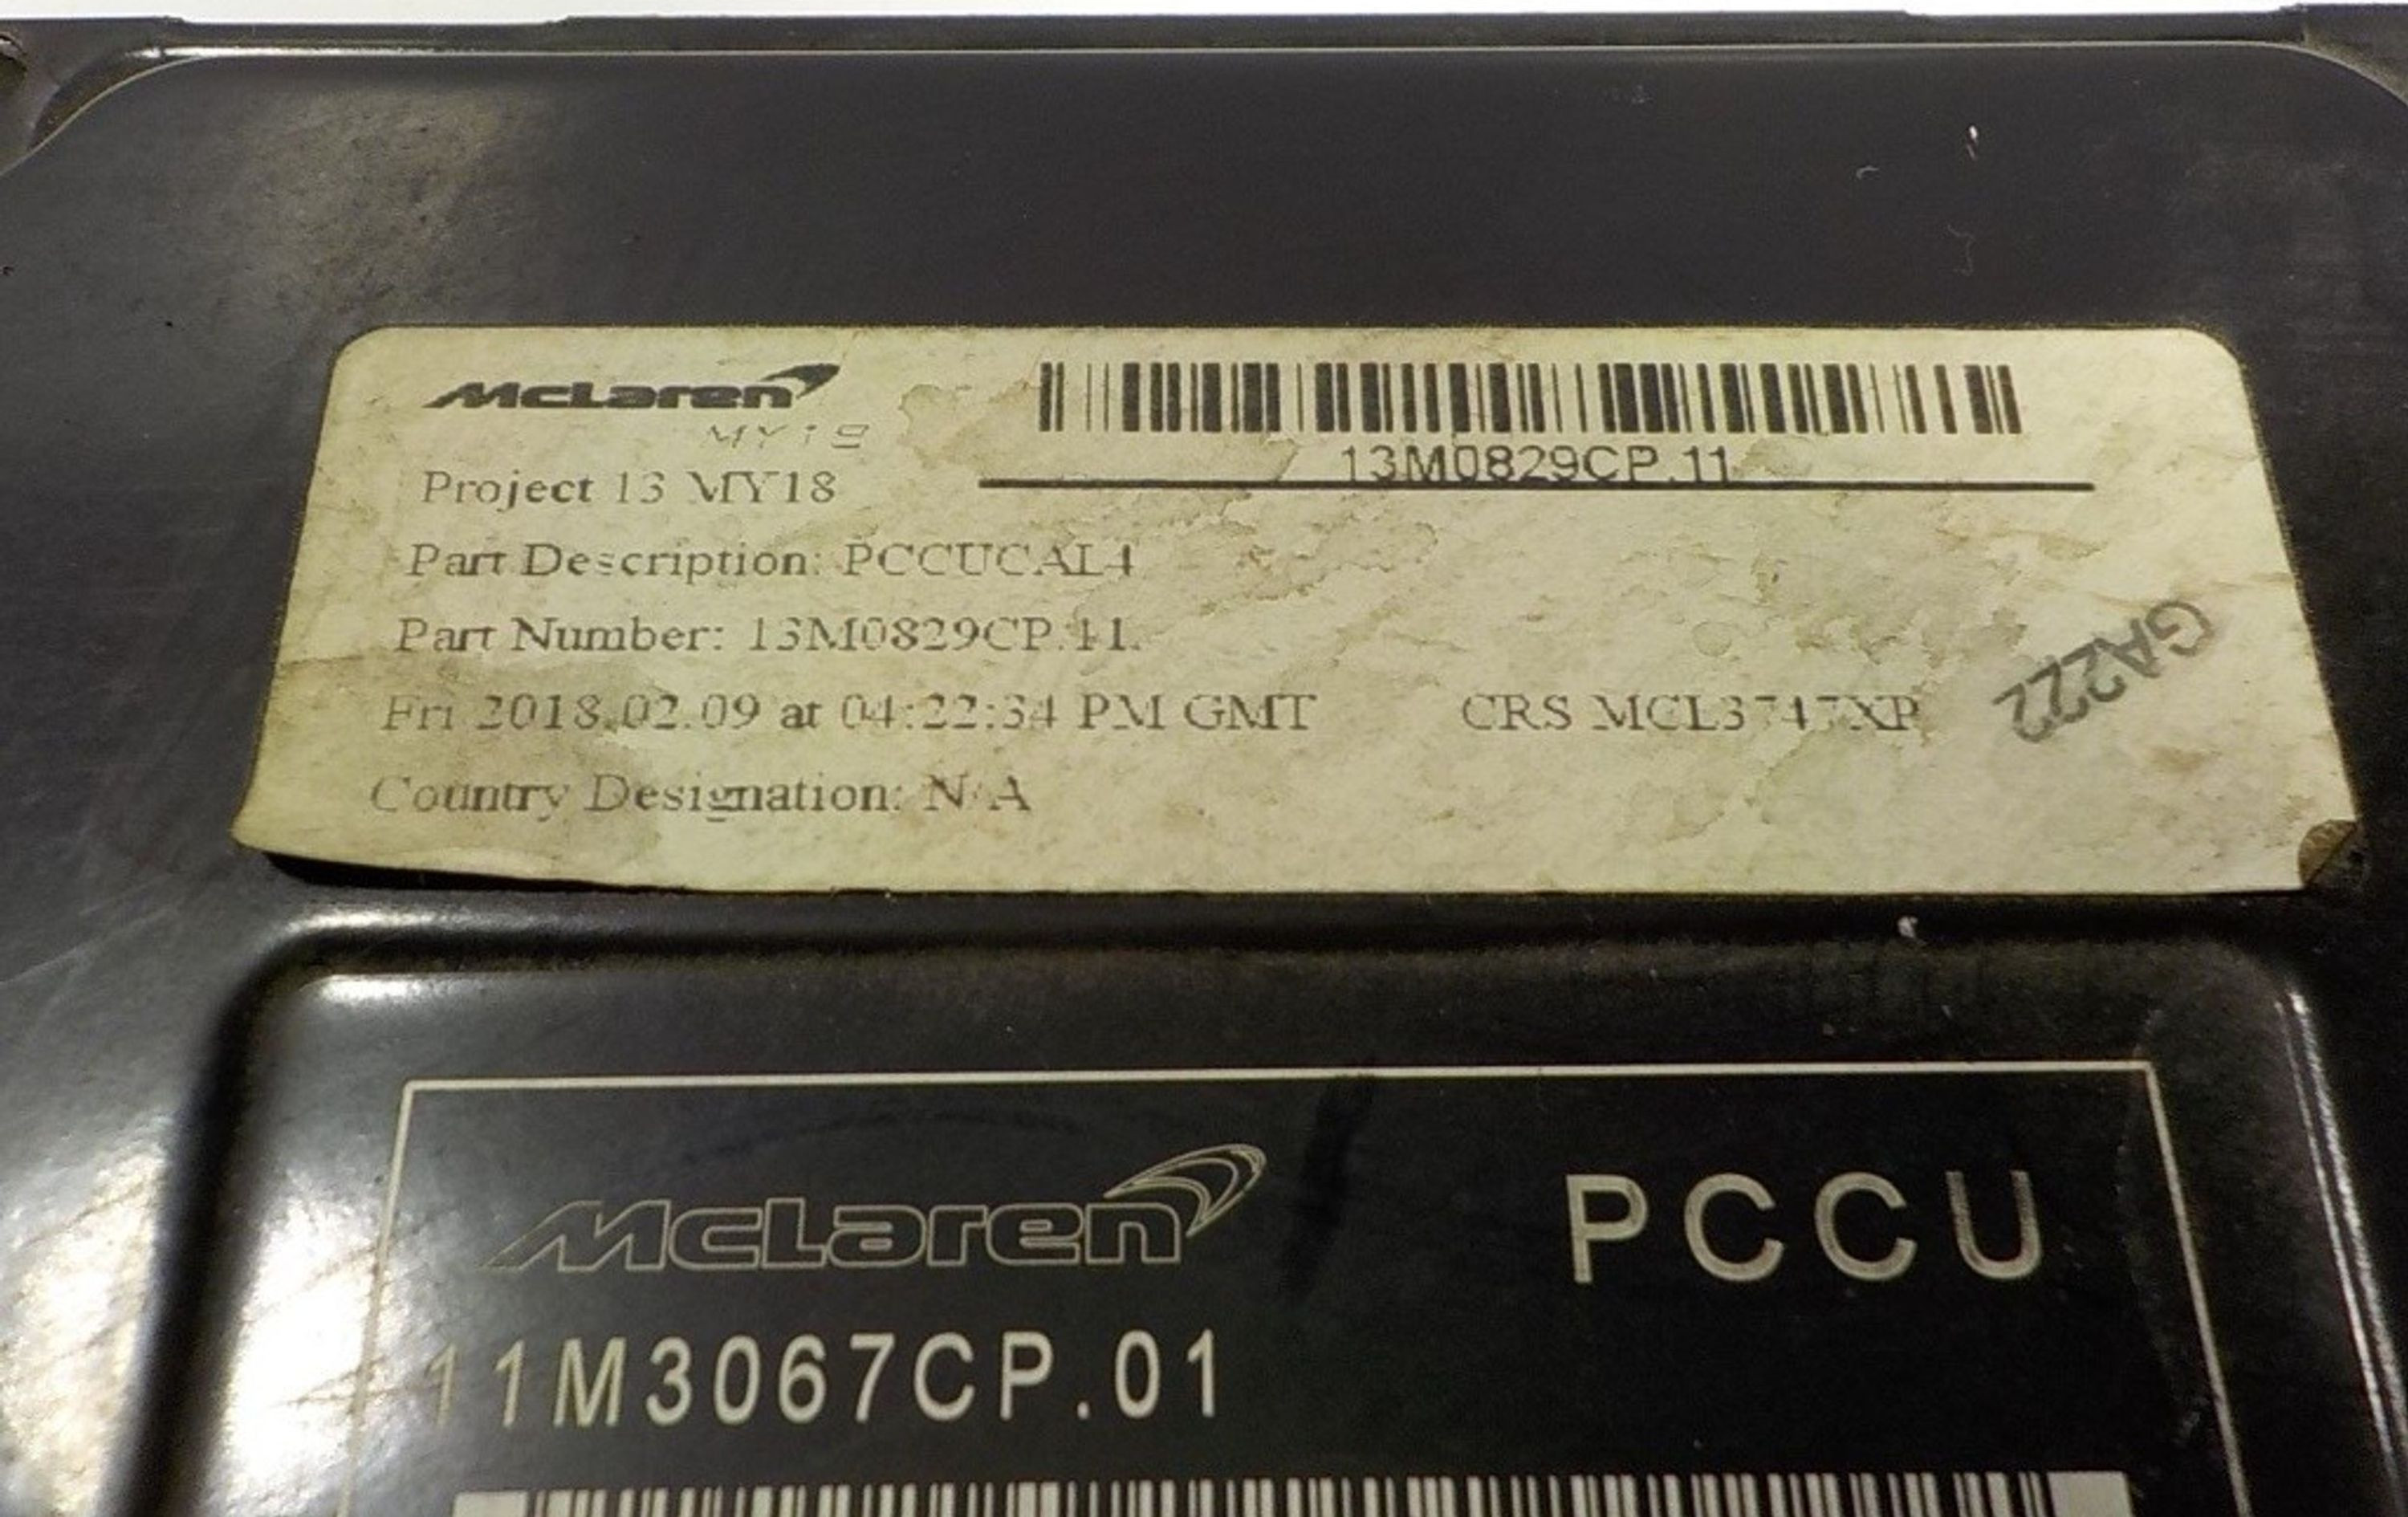 McLaren
13M0829CP.11
Project 13 MY18
Part Description: PCCUCAL4
Part Number: 13M0829CP.11
Fri 2018.02.09 at 04:22:34 PM GMT CRS MCL3747XP
GA222
Country Designation: N/A
McLaren PCCU
11M3067CP.01